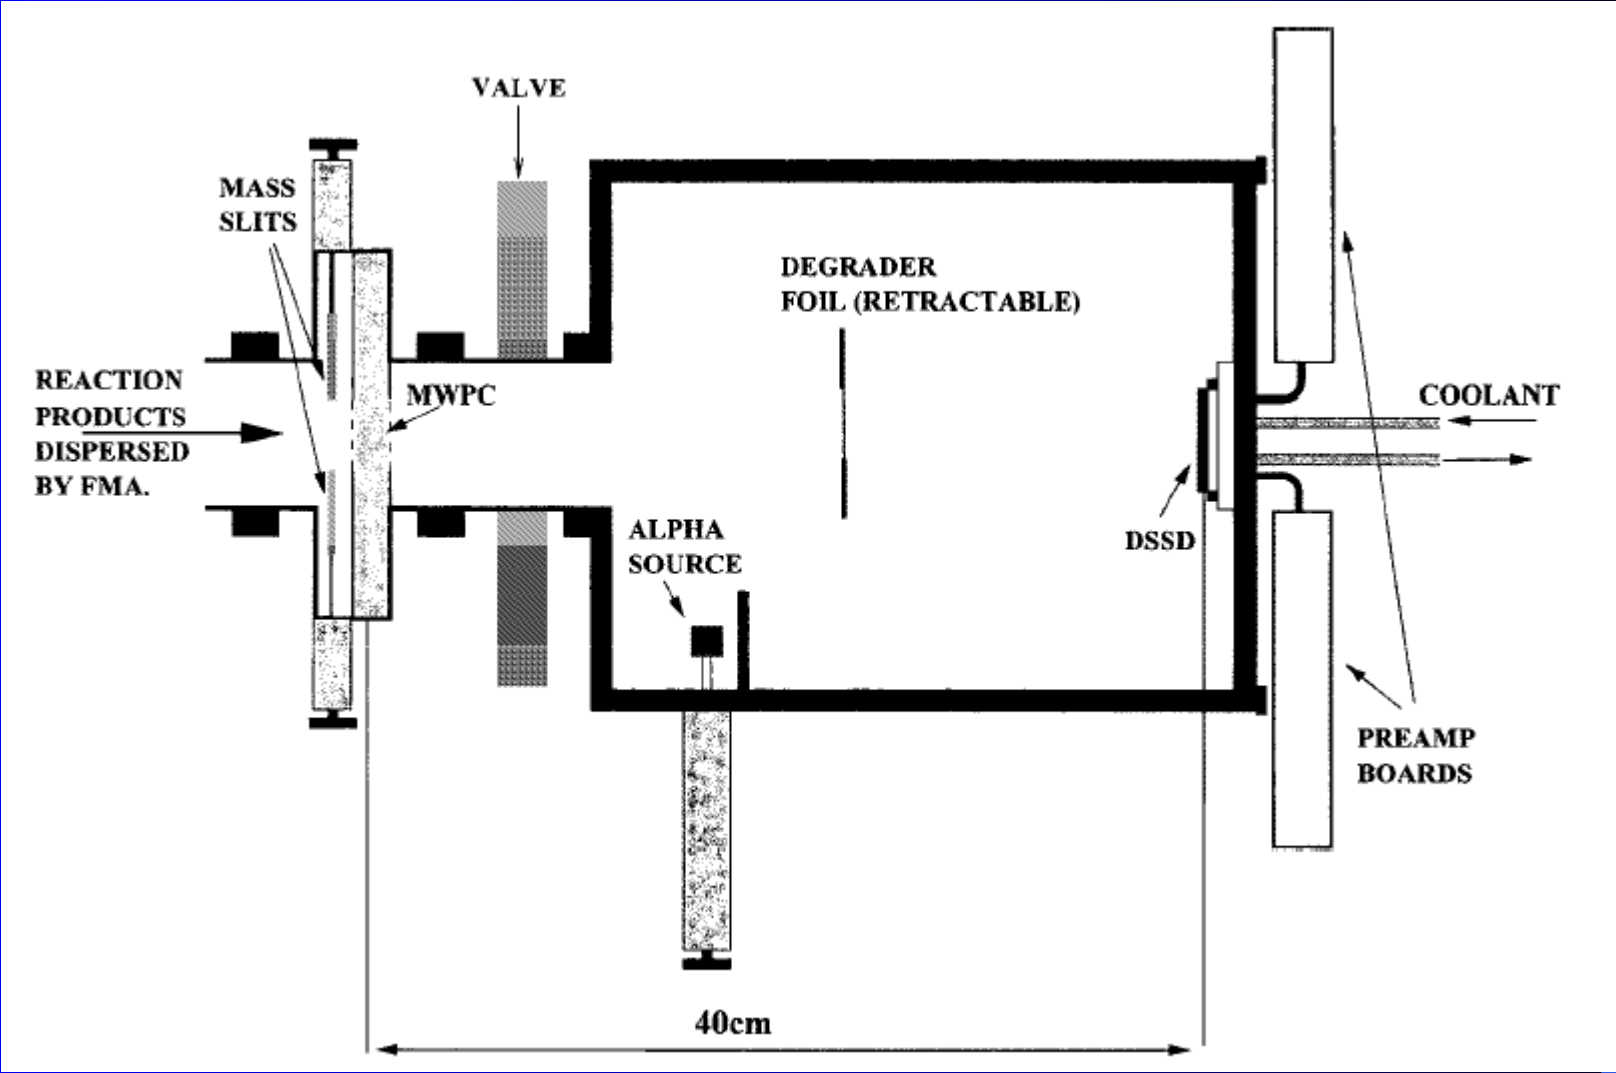 VALVE
MASS
SLITS
DEGRADER
FOIL (RETRACTABLE)
REACTION
PRODUCTS
DISPERSED
BY FMA.
MWPC
COOLANT
ALPHA
SOURCE
DSSD
PREAMP
BOARDS
40cm